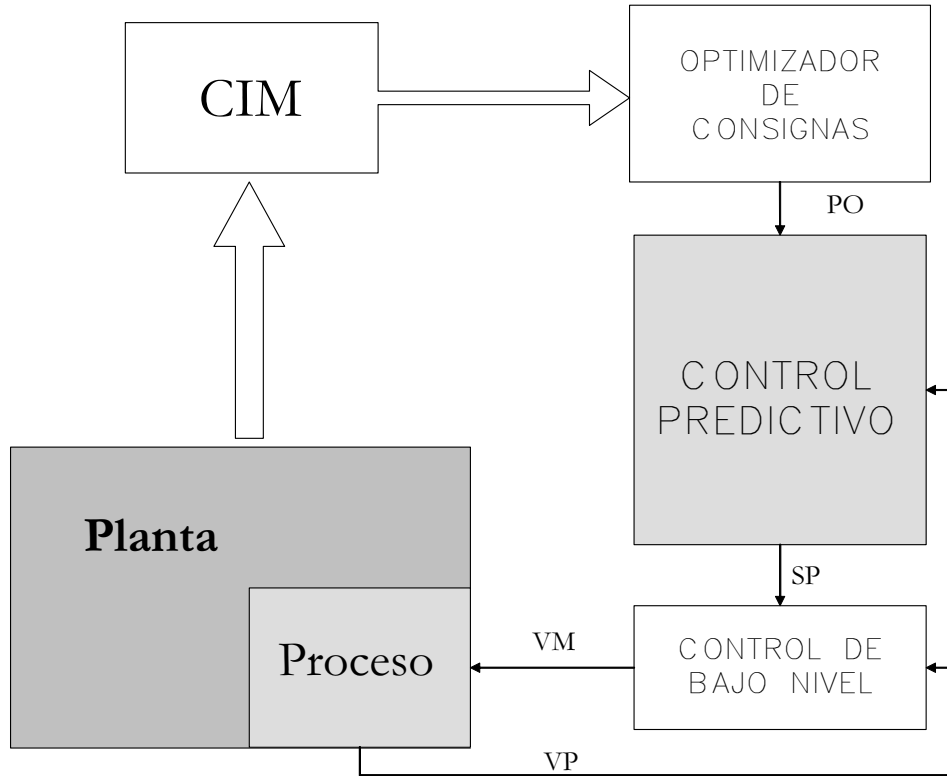 CIM
OPTIMIZADOR
DE
CONSIGNAS
PO
CONTROL
PREDICTIVO
SP
Planta
Proceso
VM
CONTROL DE
BAJO NIVEL
VP